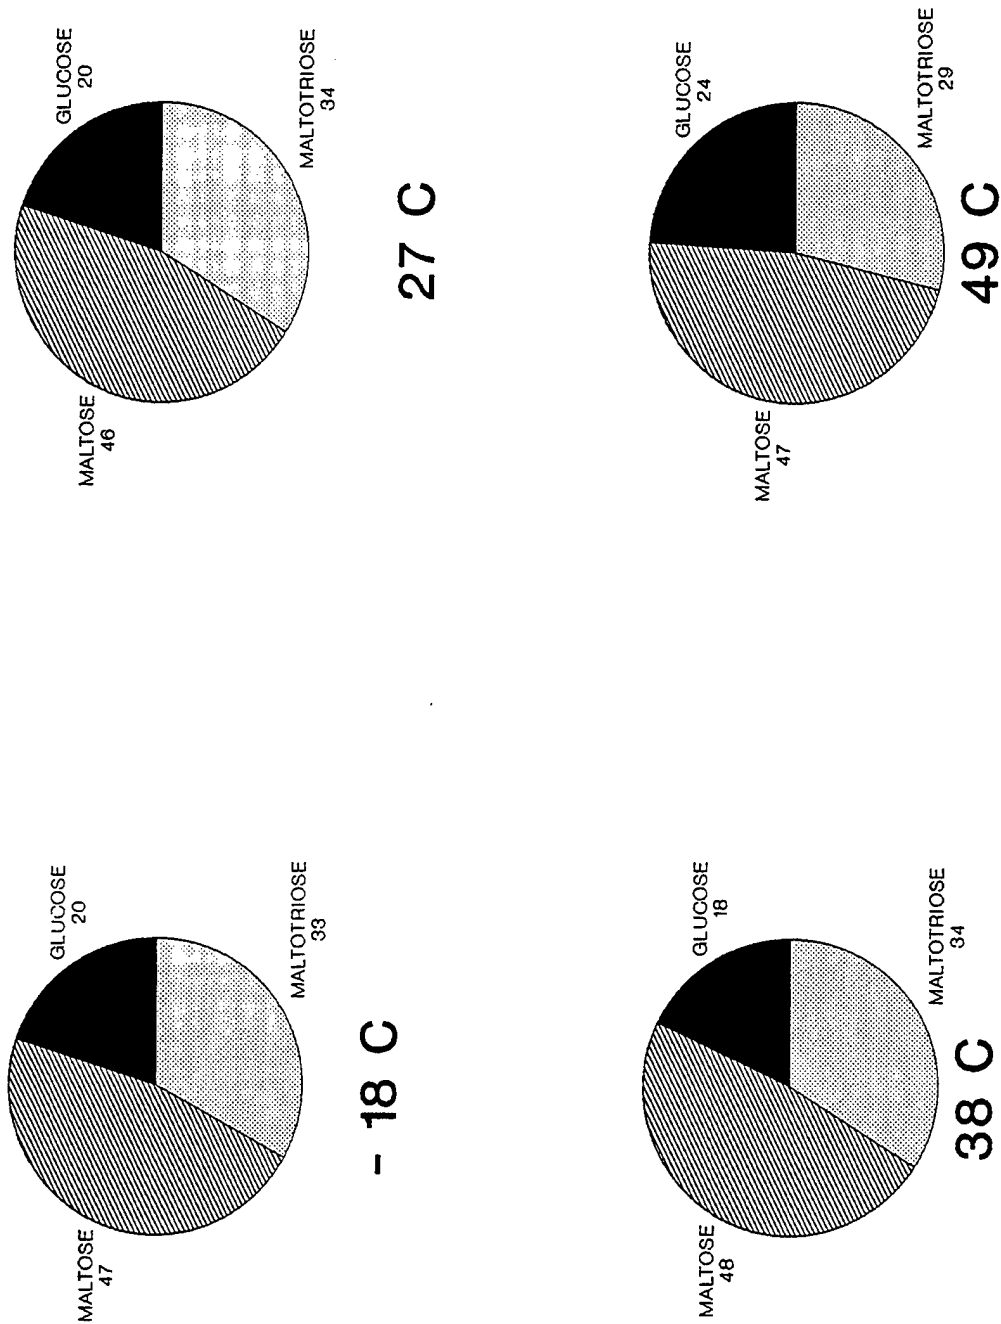 GLUCOSE
20
MALTOSE
47
MALTOTRIOSE
33
- 18 C
GLUCOSE
20
MALTOSE
46
MALTOTRIOSE
34
27 C
GLUCOSE
18
MALTOSE
48
MALTOTRIOSE
34
38 C
GLUCOSE
24
MALTOSE
47
MALTOTRIOSE
29
49 C